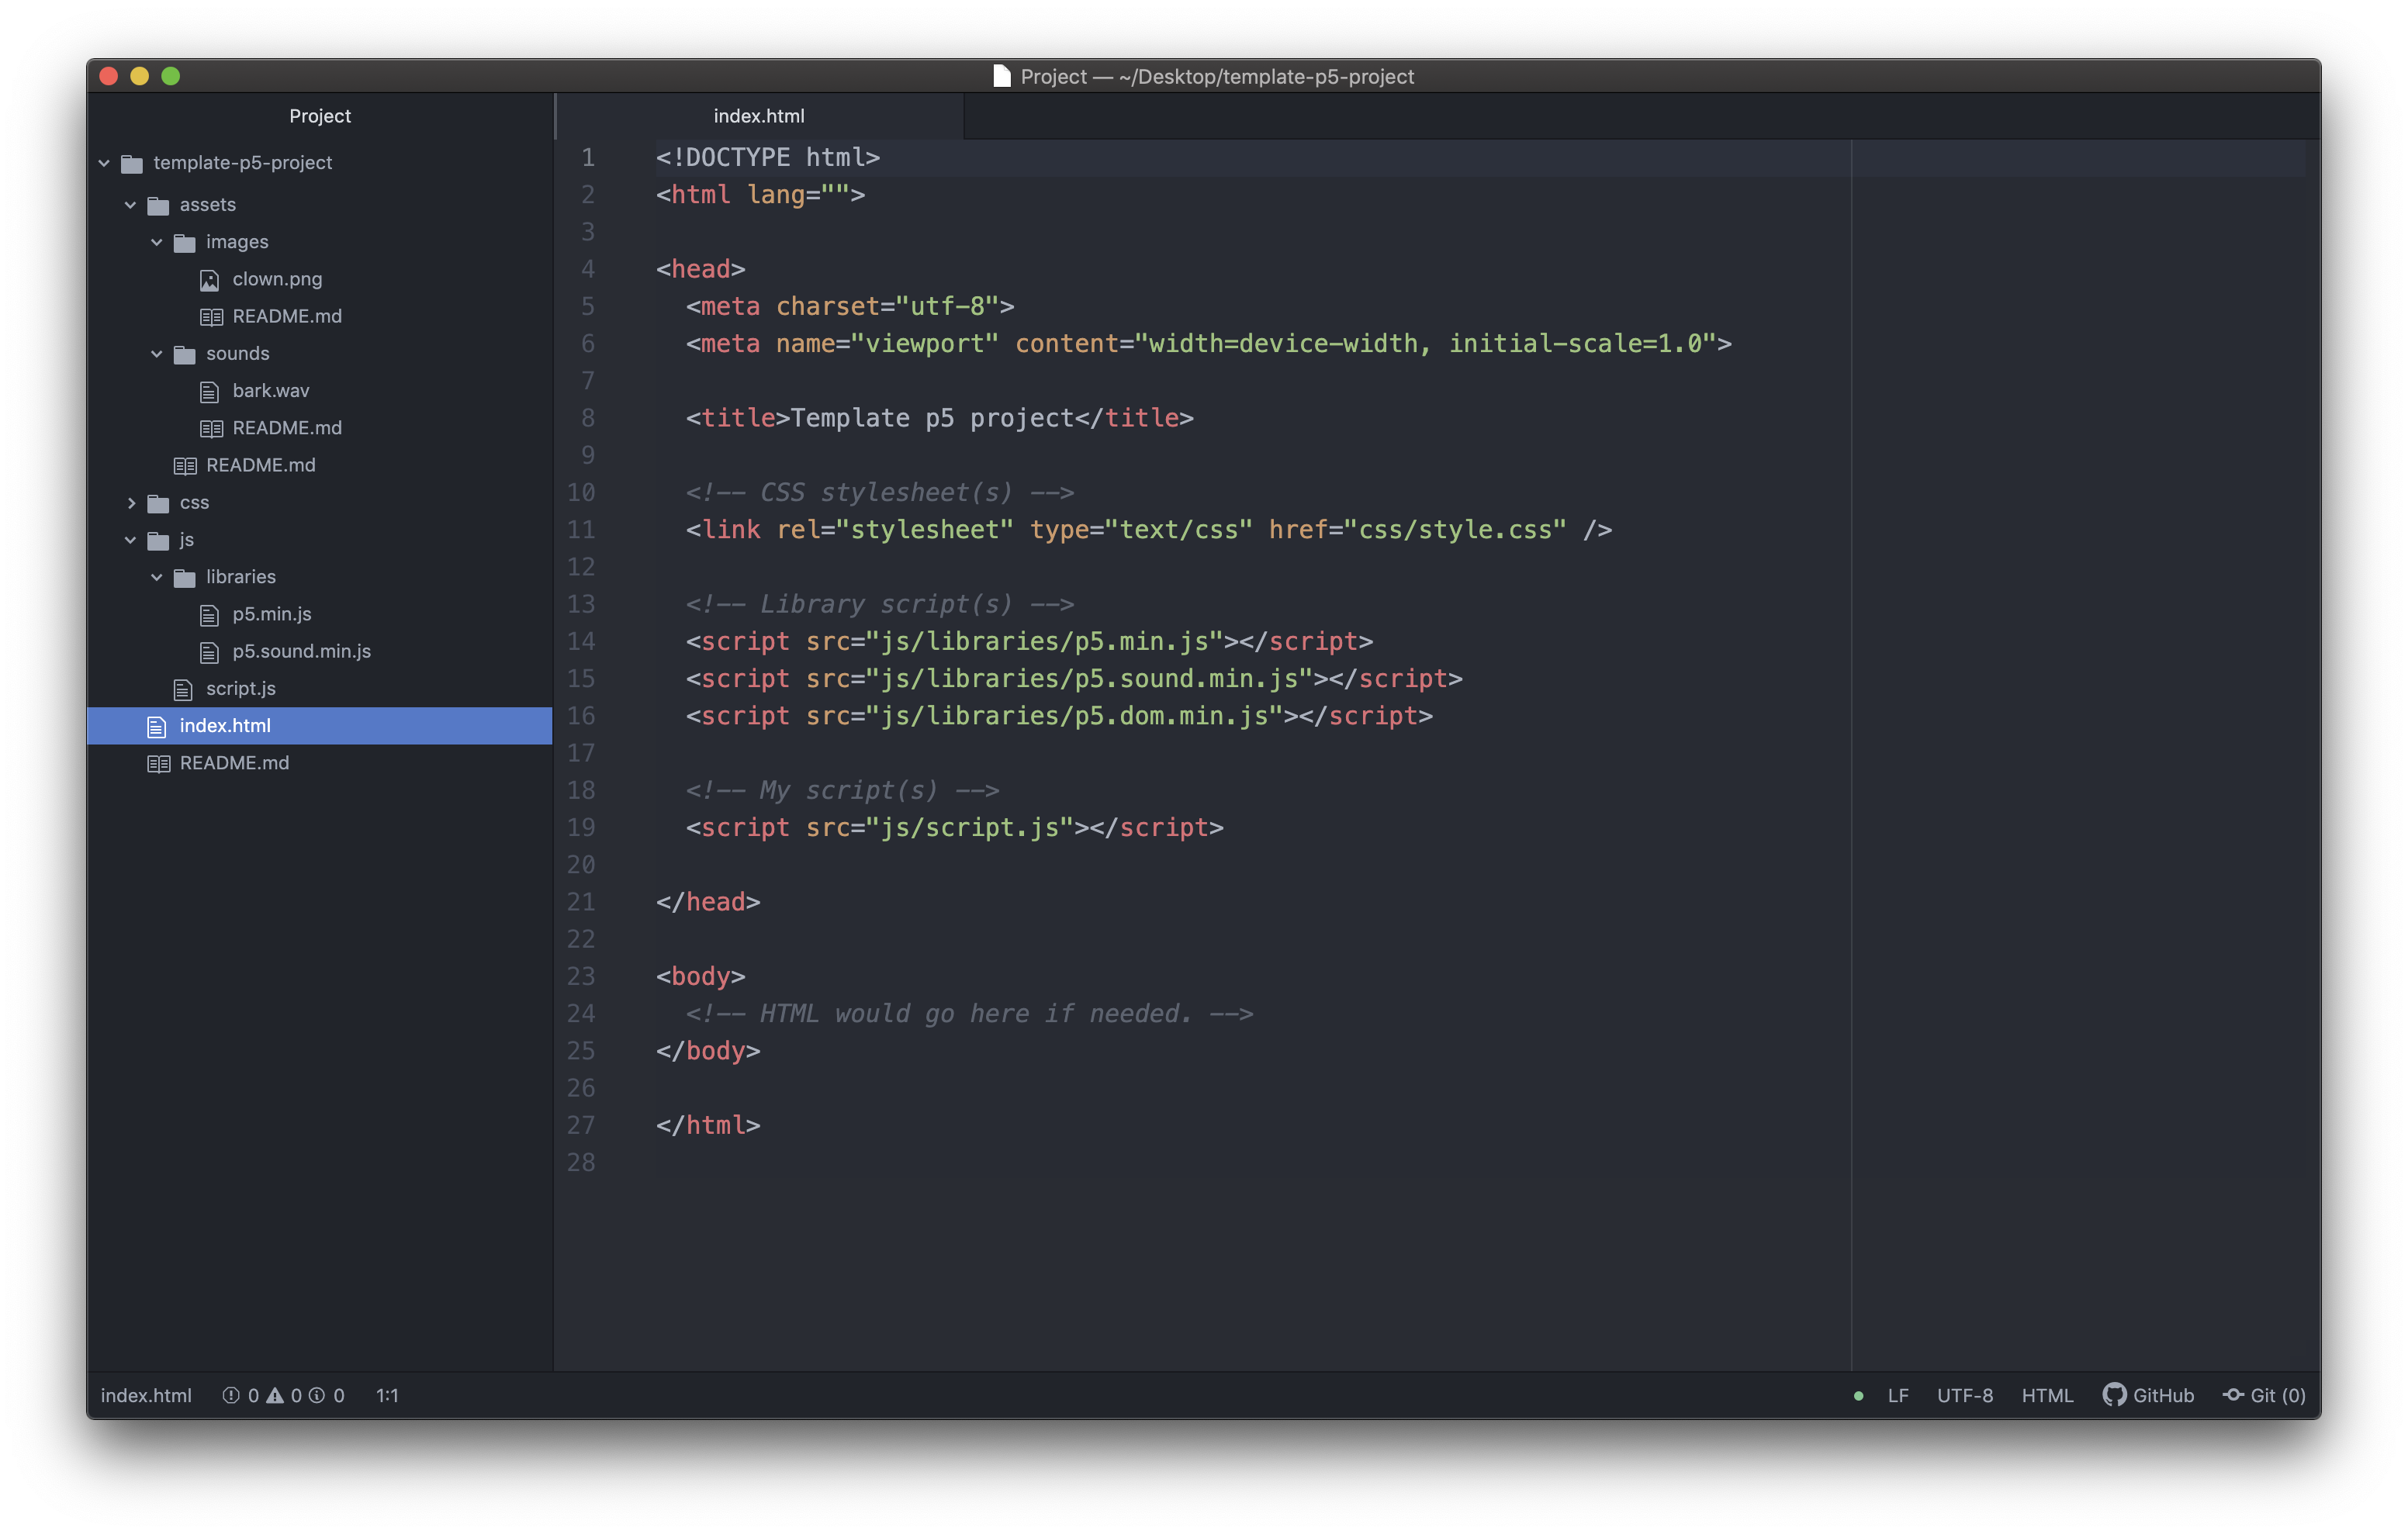 Project — ~/Desktop/template-p5-project
Project
template-p5-project
assets
images
clown.png
README.md
sounds
bark.wav
README.md
README.md
css
js
libraries
p5.min.js
p5.sound.min.js
script.js
index.html
README.md
index.html
1 <!DOCTYPE html>
2 <html lang="">
3
4 <head>
5 <meta charset="utf-8">
6 <meta name="viewport" content="width=device-width, initial-scale=1.0">
7
8 <title>Template p5 project</title>
9
10 <!-- CSS stylesheet(s) -->
11 <link rel="stylesheet" type="text/css" href="css/style.css" />
12
13 <!-- Library script(s) -->
14 <script src="js/libraries/p5.min.js"></script>
15 <script src="js/libraries/p5.sound.min.js"></script>
16 <script src="js/libraries/p5.dom.min.js"></script>
17
18 <!-- My script(s) -->
19 <script src="js/script.js"></script>
20
21 </head>
22
23 <body>
24 <!-- HTML would go here if needed. -->
25 </body>
26
27 </html>
28
index.html 0 0 0 1:1 LF UTF-8 HTML GitHub Git (0)